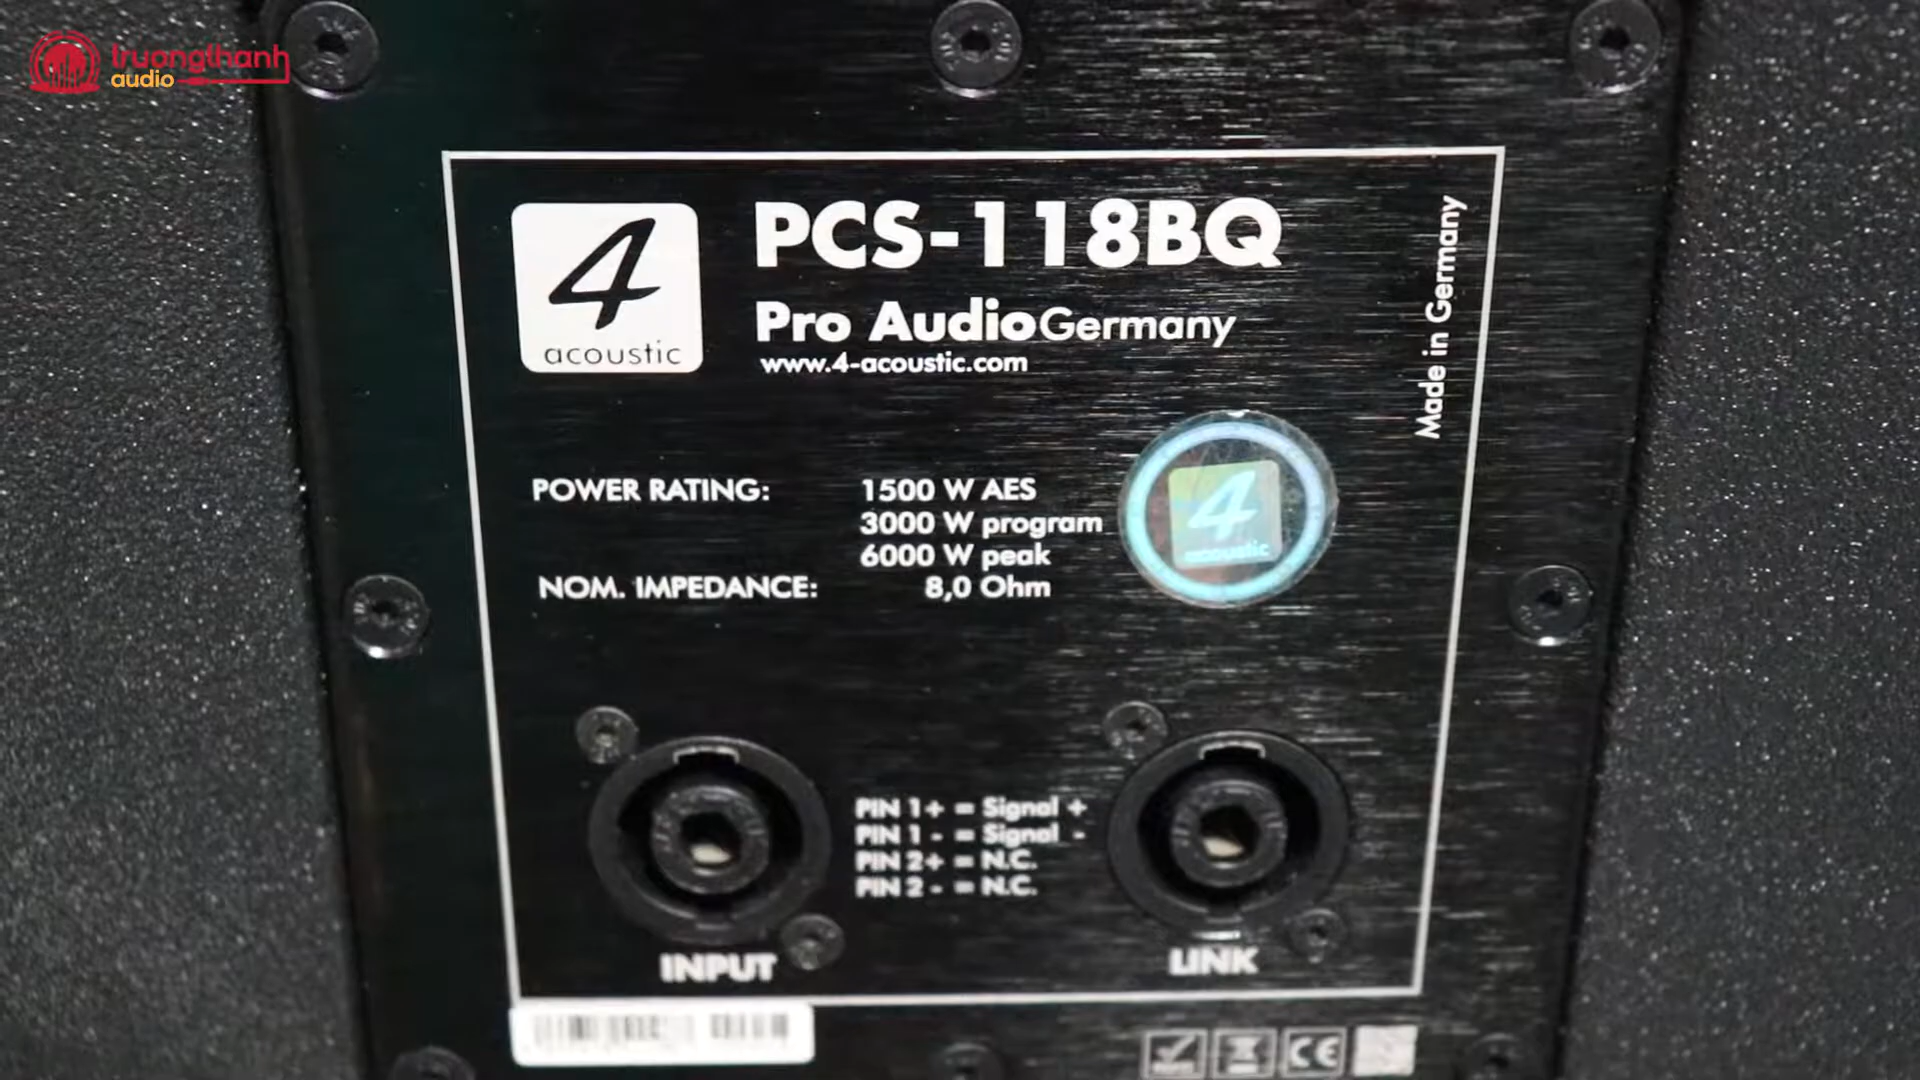 truongthanh
audio
4
acoustic
PCS-118BQ
Pro Audio Germany
www.4-acoustic.com
Made in Germany
POWER RATING: 1500 W AES
3000 W program
6000 W peak
NOM. IMPEDANCE: 8,0 Ohm
4
acoustic
PIN 1+ = Signal +
PIN 1 - = Signal -
PIN 2+ = N.C.
PIN 2 - = N.C.
INPUT
LINK
CE